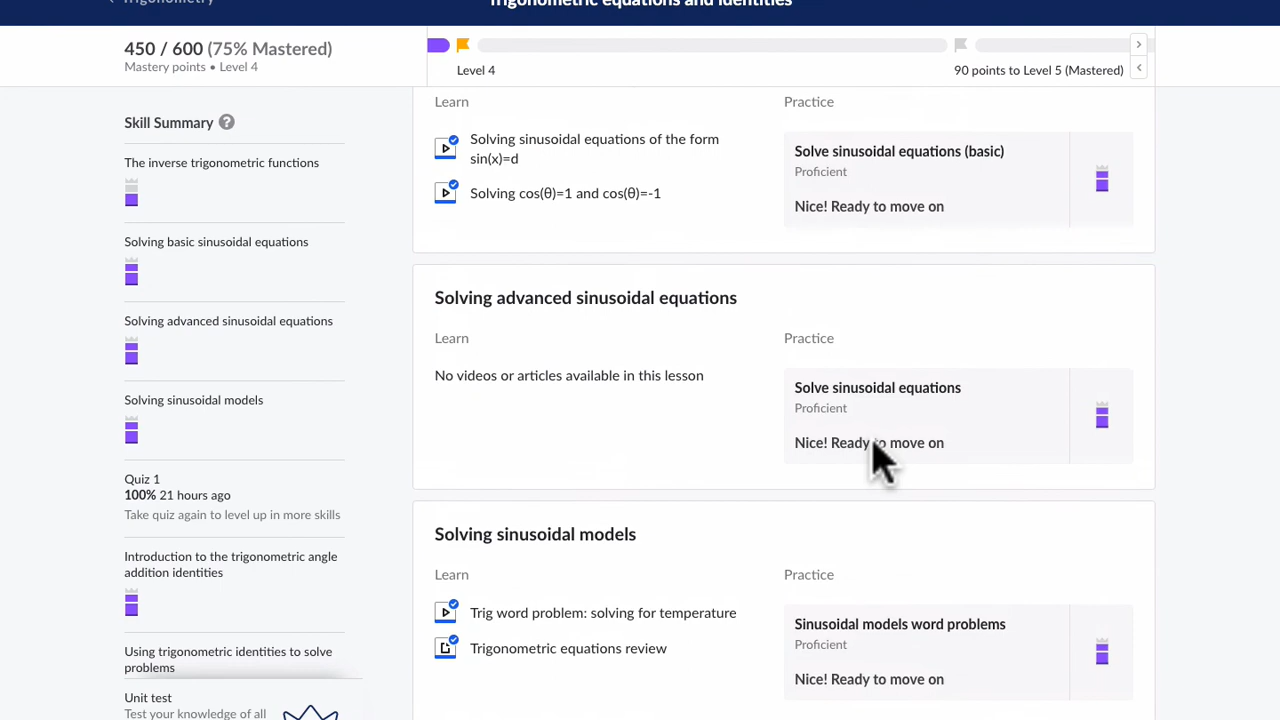 Trigonometry
Trigonometric equations and identities
450 / 600 (75% Mastered)
Mastery points • Level 4
Level 4
90 points to Level 5 (Mastered)
Skill Summary ?
The inverse trigonometric functions
Solving basic sinusoidal equations
Solving advanced sinusoidal equations
Solving sinusoidal models
Quiz 1
100% 21 hours ago
Take quiz again to level up in more skills
Introduction to the trigonometric angle
addition identities
Using trigonometric identities to solve
problems
Unit test
Test your knowledge of all
Learn
Solving sinusoidal equations of the form
sin(x)=d
Solving cos(θ)=1 and cos(θ)=-1
Practice
Solve sinusoidal equations (basic)
Proficient
Nice! Ready to move on
Solving advanced sinusoidal equations
Learn
No videos or articles available in this lesson
Practice
Solve sinusoidal equations
Proficient
Nice! Ready to move on
Solving sinusoidal models
Learn
Trig word problem: solving for temperature
Trigonometric equations review
Practice
Sinusoidal models word problems
Proficient
Nice! Ready to move on